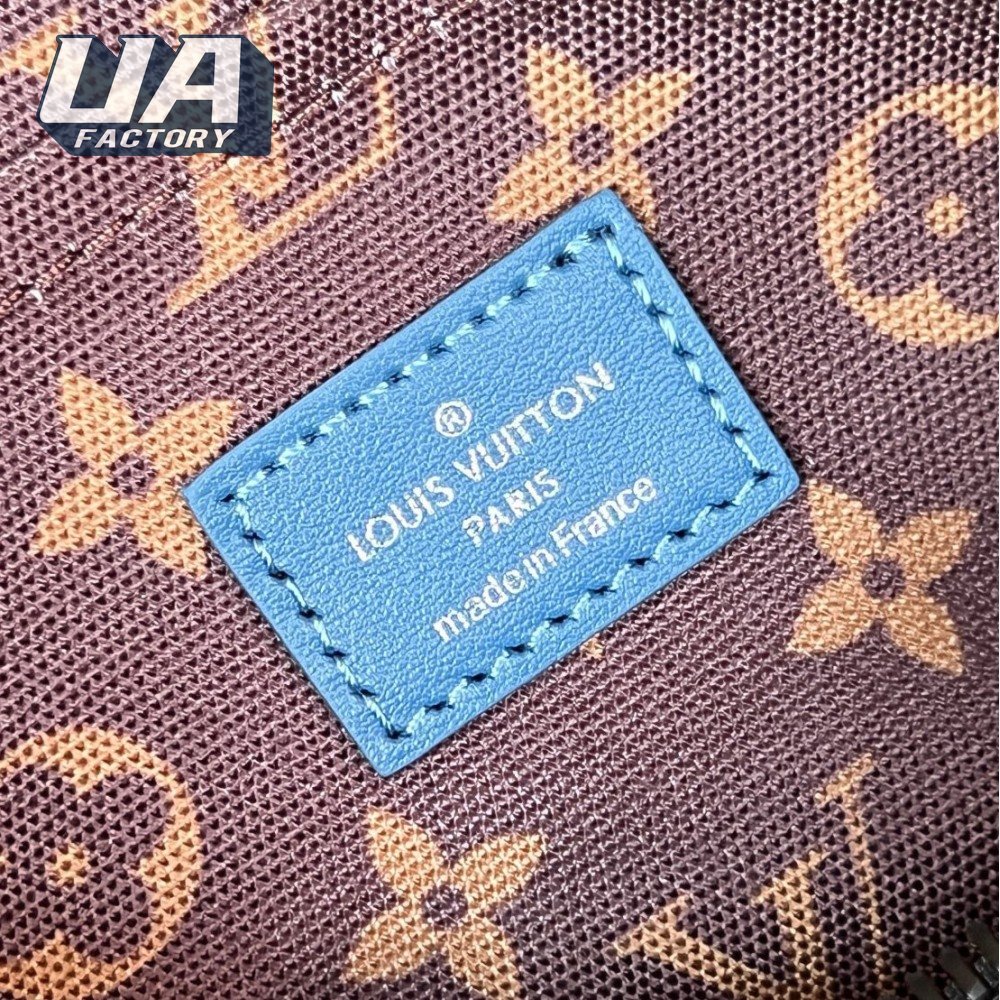 UA
FACTORY
®
LOUIS VUITTON
PARIS
made in France